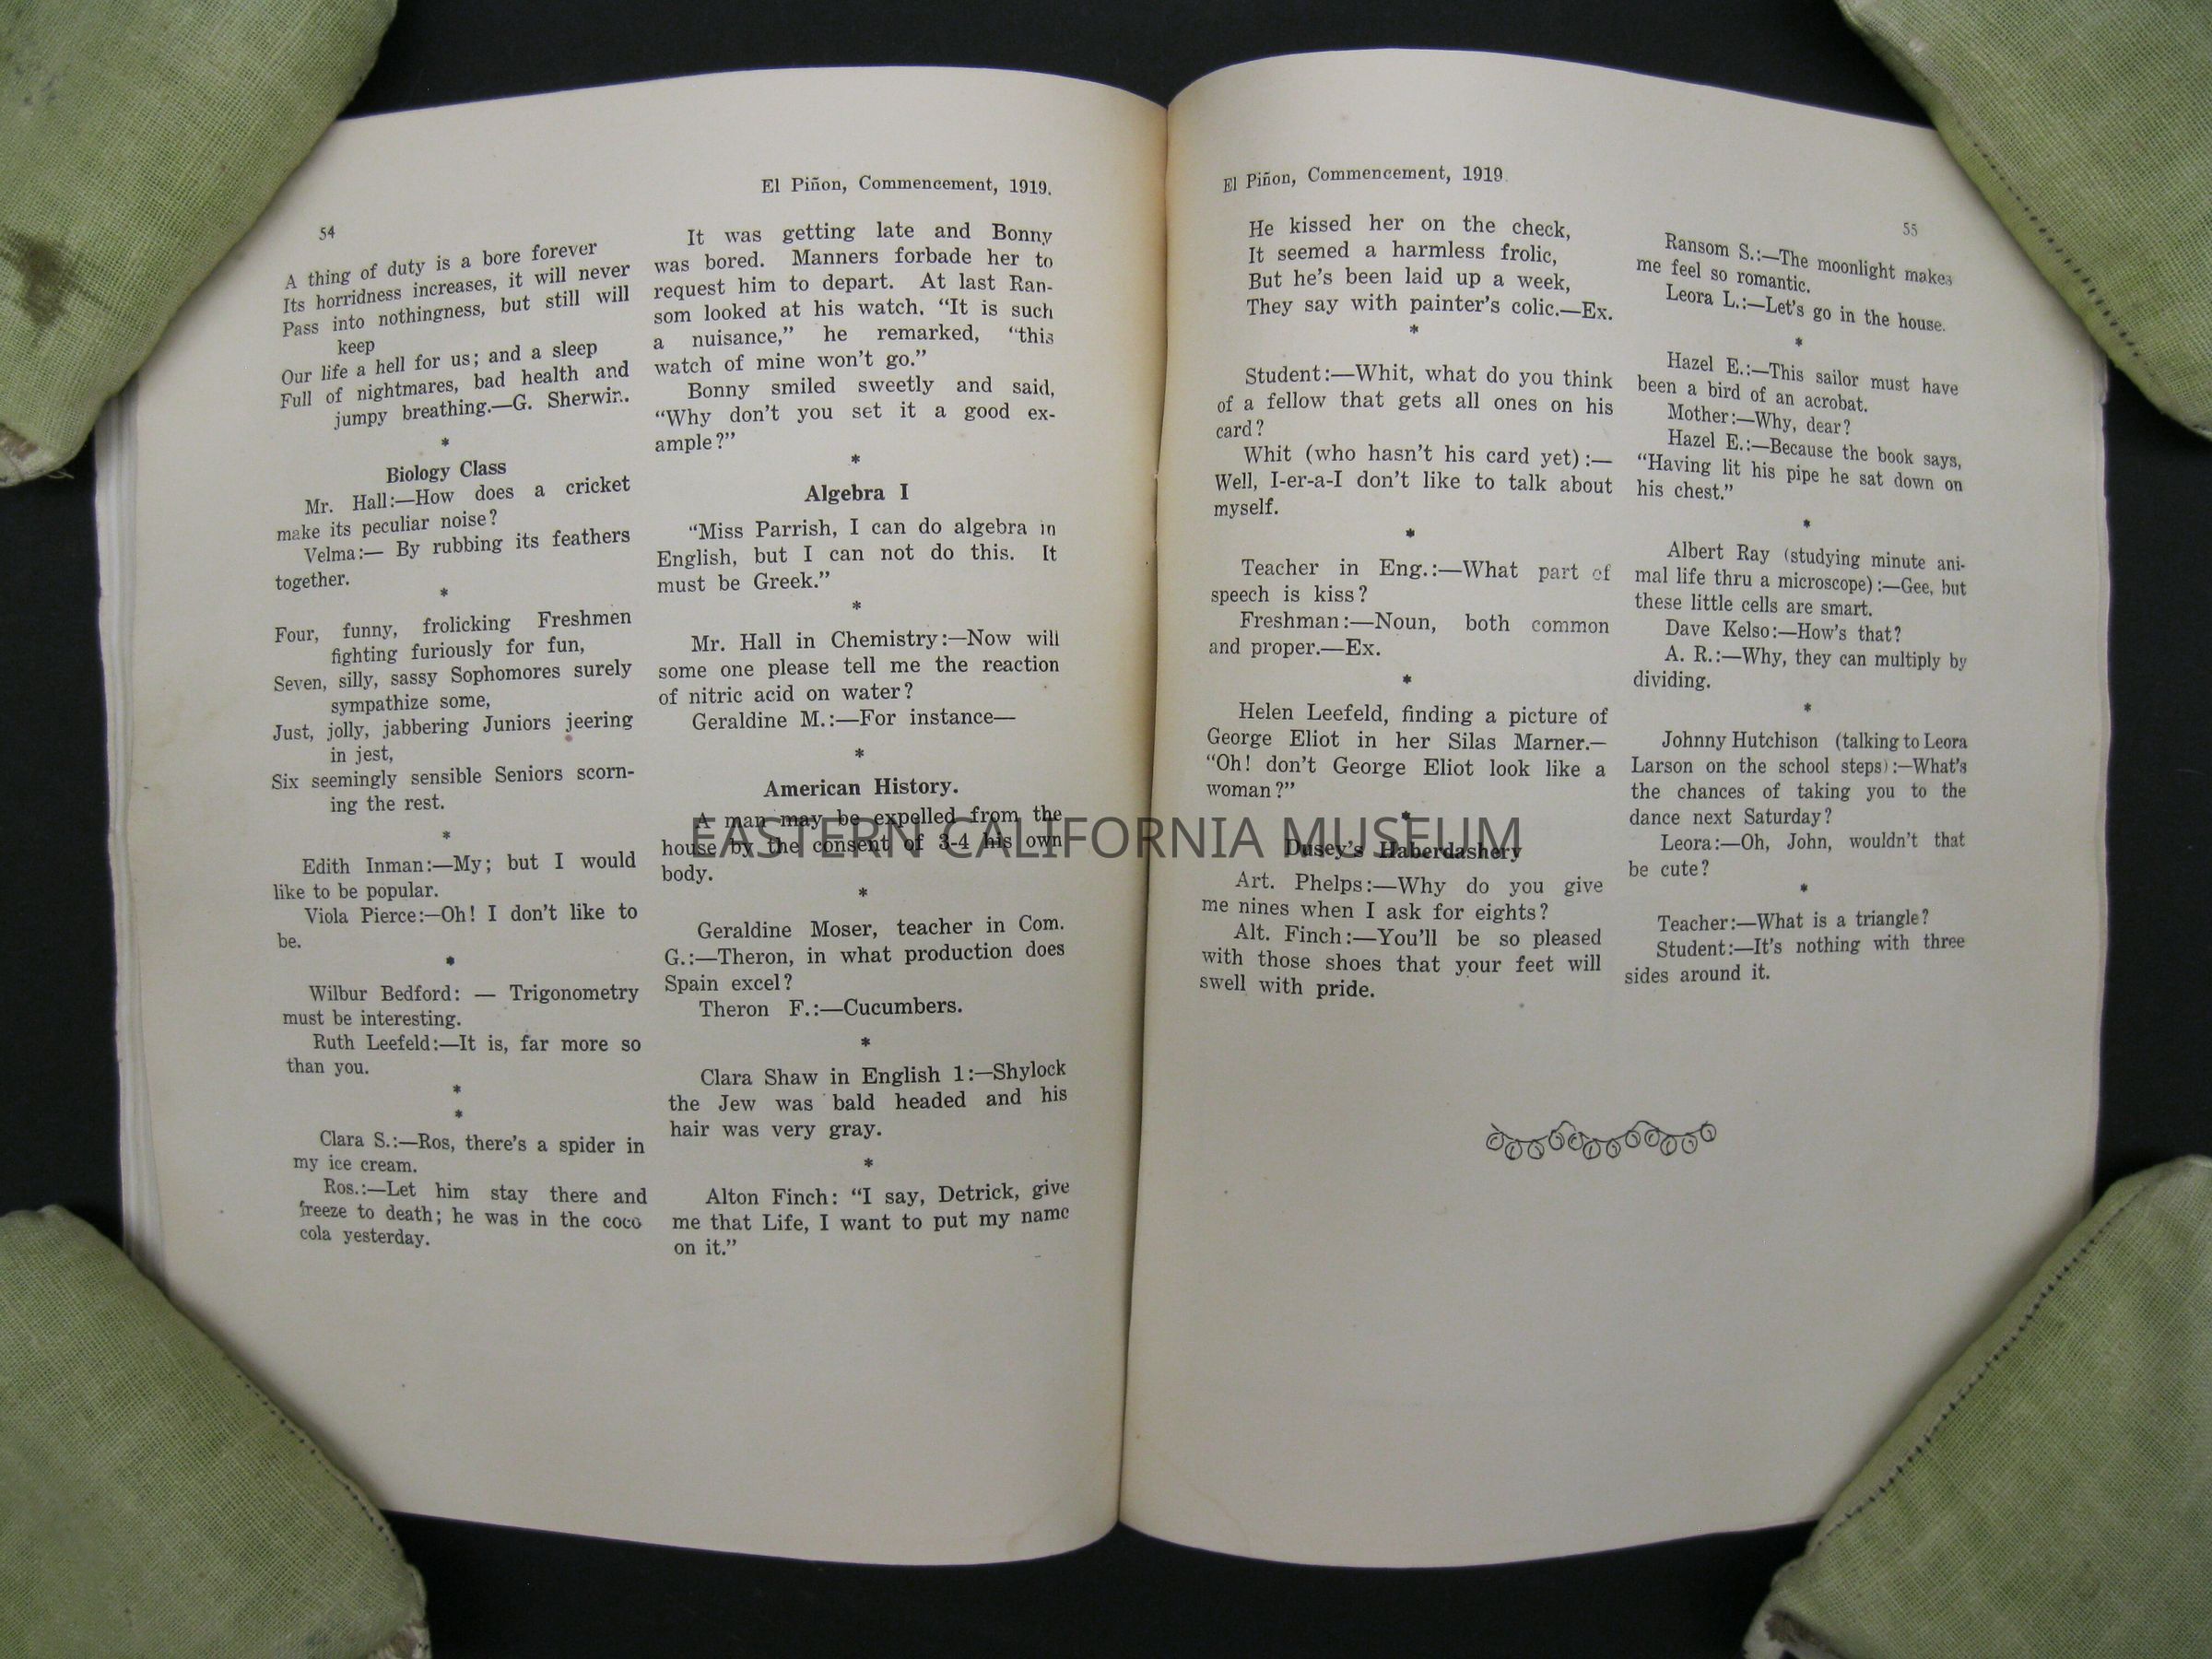 El Piñon, Commencement, 1919.
54
A thing of duty is a bore forever
Its horridness increases, it will never
Pass into nothingness, but still will
keep
Our life a hell for us; and a sleep
Full of nightmares, bad health and
jumpy breathing.—G. Sherwin.
*
Biology Class
Mr. Hall:—How does a cricket
make its peculiar noise?
Velma:— By rubbing its feathers
together.
*
Four, funny, frolicking Freshmen
fighting furiously for fun,
Seven, silly, sassy Sophomores surely
sympathize some,
Just, jolly, jabbering Juniors jeering
in jest,
Six seemingly sensible Seniors scorn-
ing the rest.
*
Edith Inman:—My; but I would
like to be popular.
Viola Pierce:—Oh! I don't like to
be.
*
Wilbur Bedford: — Trigonometry
must be interesting.
Ruth Leefeld:—It is, far more so
than you.
*
*
Clara S.:—Ros, there's a spider in
my ice cream.
Ros.:—Let him stay there and
freeze to death; he was in the coco
cola yesterday.
It was getting late and Bonny
was bored. Manners forbade her to
request him to depart. At last Ran-
som looked at his watch. “It is such
a nuisance,” he remarked, “this
watch of mine won't go.”
Bonny smiled sweetly and said,
“Why don't you set it a good ex-
ample?”
*
Algebra I
“Miss Parrish, I can do algebra in
English, but I can not do this. It
must be Greek.”
*
Mr. Hall in Chemistry:—Now will
some one please tell me the reaction
of nitric acid on water?
Geraldine M.:—For instance—
*
American History.
A man may be expelled from the
house by the consent of 3-4 his own
body.
*
Geraldine Moser, teacher in Com.
G.:—Theron, in what production does
Spain excel?
Theron F.:—Cucumbers.
*
Clara Shaw in English 1:—Shylock
the Jew was bald headed and his
hair was very gray.
*
Alton Finch: “I say, Detrick, give
me that Life, I want to put my name
on it.”
El Piñon, Commencement, 1919.
55
He kissed her on the check,
It seemed a harmless frolic,
But he's been laid up a week,
They say with painter's colic.—Ex.
*
Student:—Whit, what do you think
of a fellow that gets all ones on his
card?
Whit (who hasn't his card yet):—
Well, I-er-a-I don't like to talk about
myself.
*
Teacher in Eng.:—What part of
speech is kiss?
Freshman:—Noun, both common
and proper.—Ex.
*
Helen Leefeld, finding a picture of
George Eliot in her Silas Marner.—
“Oh! don't George Eliot look like a
woman?”
*
Dusey's Haberdashery
Art. Phelps:—Why do you give
me nines when I ask for eights?
Alt. Finch:—You'll be so pleased
with those shoes that your feet will
swell with pride.
Ransom S.:—The moonlight makes
me feel so romantic.
Leora L.:—Let's go in the house.
*
Hazel E.:—This sailor must have
been a bird of an acrobat.
Mother:—Why, dear?
Hazel E.:—Because the book says,
“Having lit his pipe he sat down on
his chest.”
*
Albert Ray (studying minute ani-
mal life thru a microscope):—Gee, but
these little cells are smart.
Dave Kelso:—How's that?
A. R.:—Why, they can multiply by
dividing.
*
Johnny Hutchison (talking to Leora
Larson on the school steps):—What's
the chances of taking you to the
dance next Saturday?
Leora:—Oh, John, wouldn't that
be cute?
*
Teacher:—What is a triangle?
Student:—It's nothing with three
sides around it.
EASTERN CALIFORNIA MUSEUM